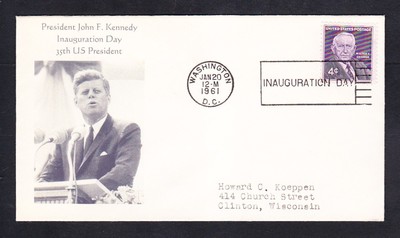 President John F. Kennedy
Inauguration Day
35th US President
WASHINGTON
JAN 20
12-M
1961
D.C.
INAUGURATION DAY
UNITED STATES POSTAGE
4¢
Howard C. Koeppen
414 Church Street
Clinton, Wisconsin